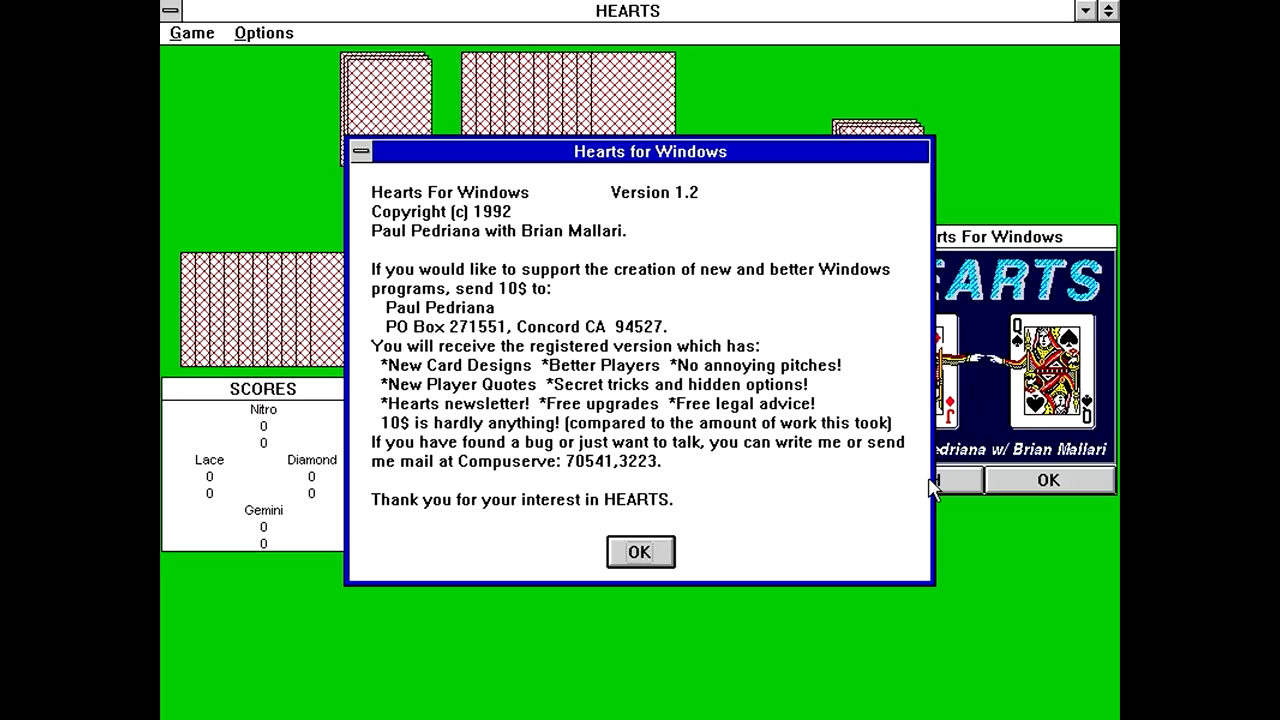 HEARTS
Game Options
Hearts for Windows
Hearts For Windows Version 1.2
Copyright (c) 1992
Paul Pedriana with Brian Mallari.
If you would like to support the creation of new and better Windows
programs, send 10$ to:
Paul Pedriana
PO Box 271551, Concord CA 94527.
You will receive the registered version which has:
*New Card Designs *Better Players *No annoying pitches!
*New Player Quotes *Secret tricks and hidden options!
*Hearts newsletter! *Free upgrades *Free legal advice!
10$ is hardly anything! (compared to the amount of work this took)
If you have found a bug or just want to talk, you can write me or send
me mail at Compuserve: 70541,3223.
Thank you for your interest in HEARTS.
OK
rts For Windows
EARTS
Q
J
Q
edriana w/ Brian Mallari
OK
SCORES
Nitro
0
0
Lace Diamond
0 0
0 0
Gemini
0
0